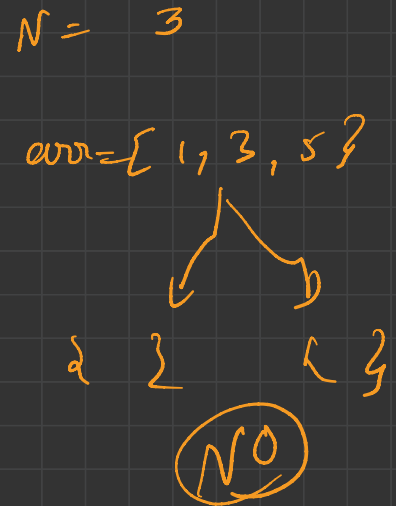 N = 3
arr={ 1, 3, 5 }
{ } { }
NO